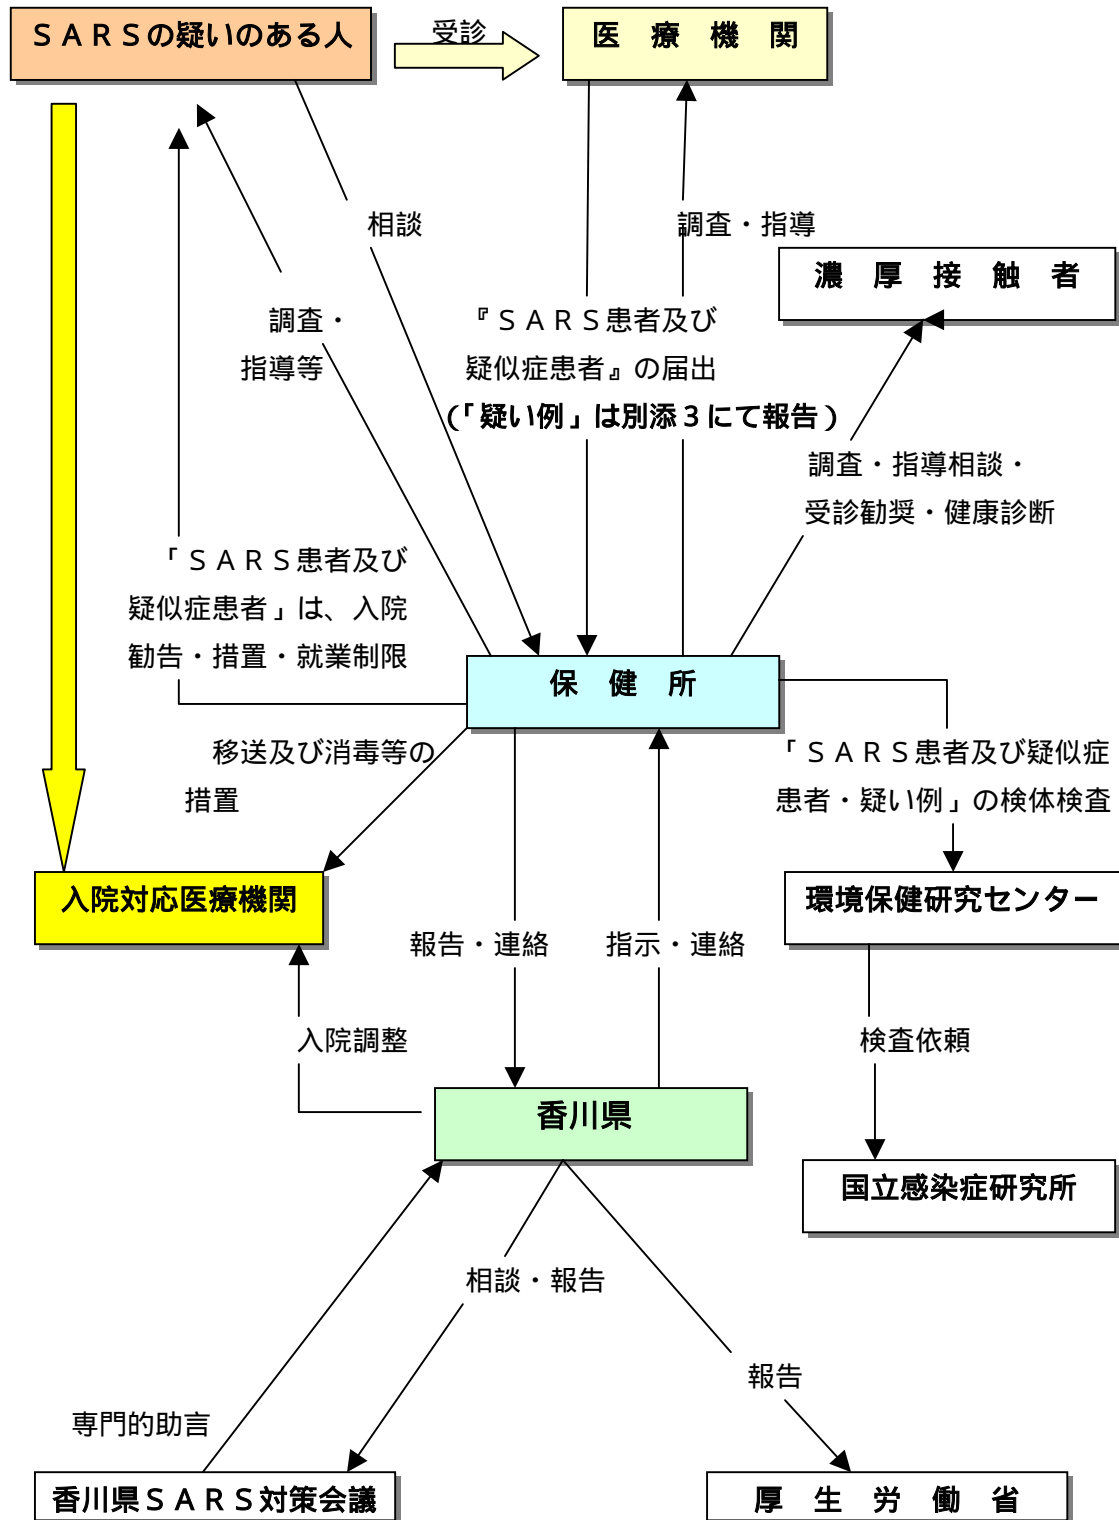 ＳＡＲＳの疑いのある人
受診
医　療　機　関
相談
調査・指導
濃　厚　接　触　者
調査・
指導等
『ＳＡＲＳ患者及び
疑似症患者』の届出
(「疑い例」は別添３にて報告)
調査・指導相談・
受診勧奨・健康診断
「ＳＡＲＳ患者及び
疑似症患者」は、入院
勧告・措置・就業制限
保　健　所
移送及び消毒等の
措置
「ＳＡＲＳ患者及び疑似症
患者・疑い例」の検体検査
入院対応医療機関
環境保健研究センター
報告・連絡
指示・連絡
入院調整
検査依頼
香川県
国立感染症研究所
相談・報告
報告
専門的助言
香川県ＳＡＲＳ対策会議
厚　生　労　働　省